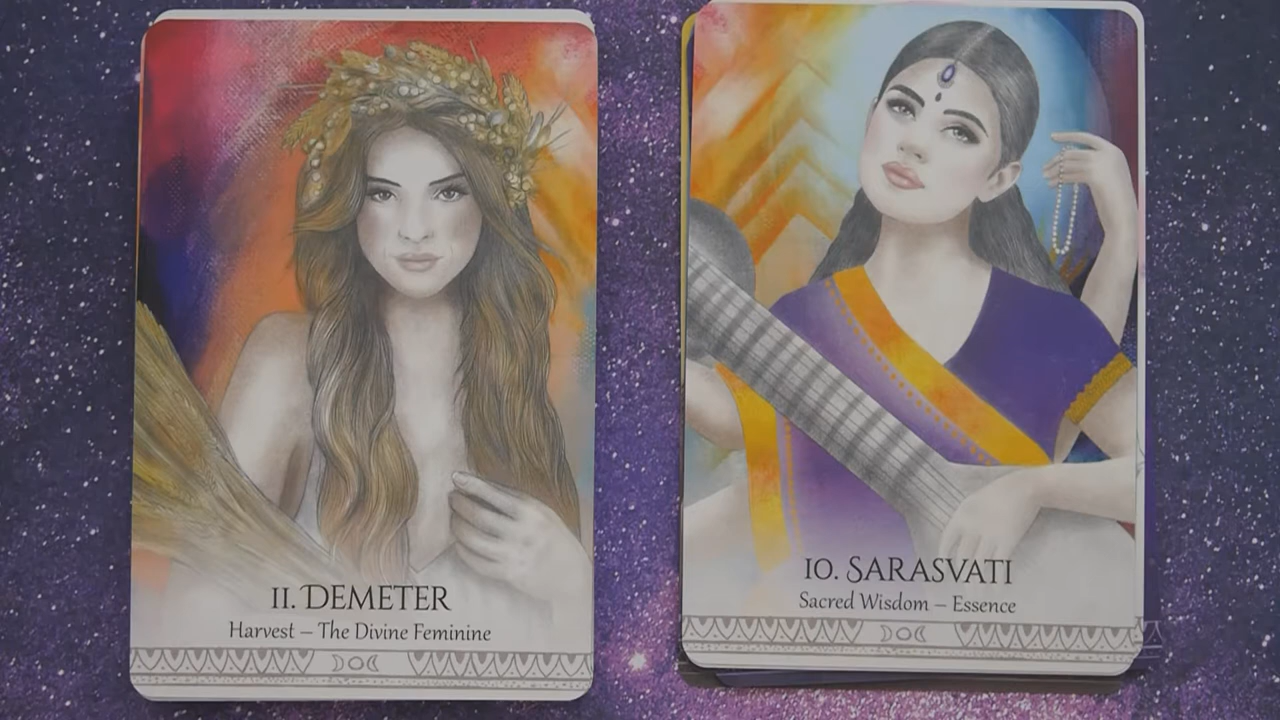 11. DEMETER
Harvest – The Divine Feminine
10. SARASVATI
Sacred Wisdom – Essence